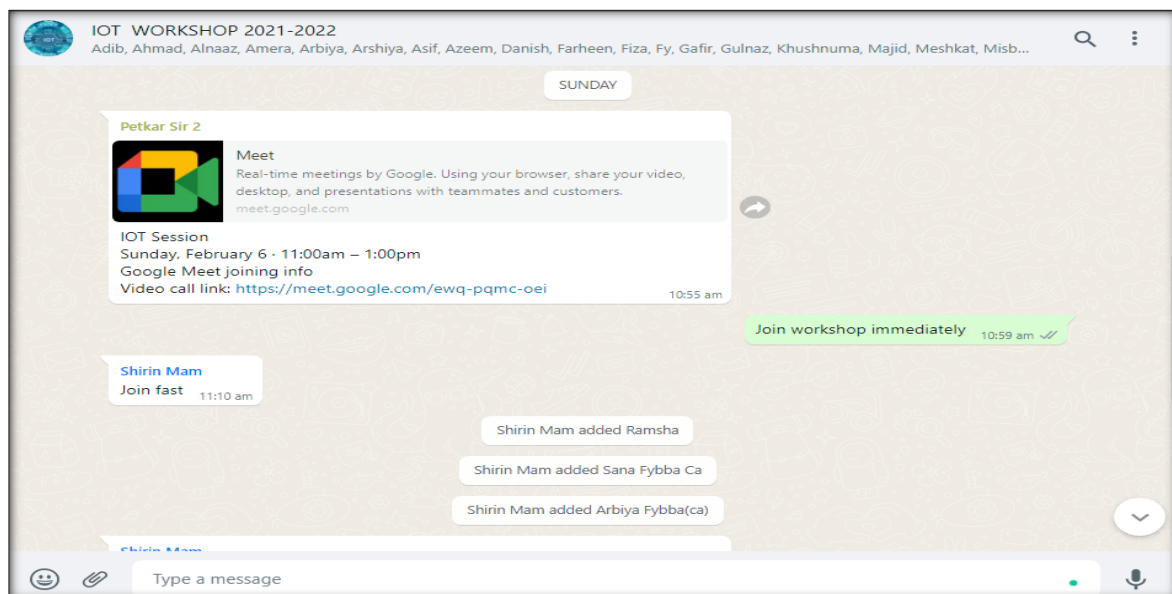 IOT WORKSHOP 2021-2022
Adib, Ahmad, Alnaaz, Amera, Arbiya, Arshiya, Asif, Azeem, Danish, Farheen, Fiza, Fy, Gafir, Gulnaz, Khushnuma, Majid, Meshkat, Misb...
SUNDAY
Petkar Sir 2
Meet
Real-time meetings by Google. Using your browser, share your video,
desktop, and presentations with teammates and customers.
meet.google.com
IOT Session
Sunday, February 6 · 11:00am – 1:00pm
Google Meet joining info
Video call link: https://meet.google.com/ewq-pqmc-oei
10:55 am
Join workshop immediately 10:59 am
Shirin Mam
Join fast 11:10 am
Shirin Mam added Ramsha
Shirin Mam added Sana Fybba Ca
Shirin Mam added Arbiya Fybba(ca)
Shirin Mam
Type a message